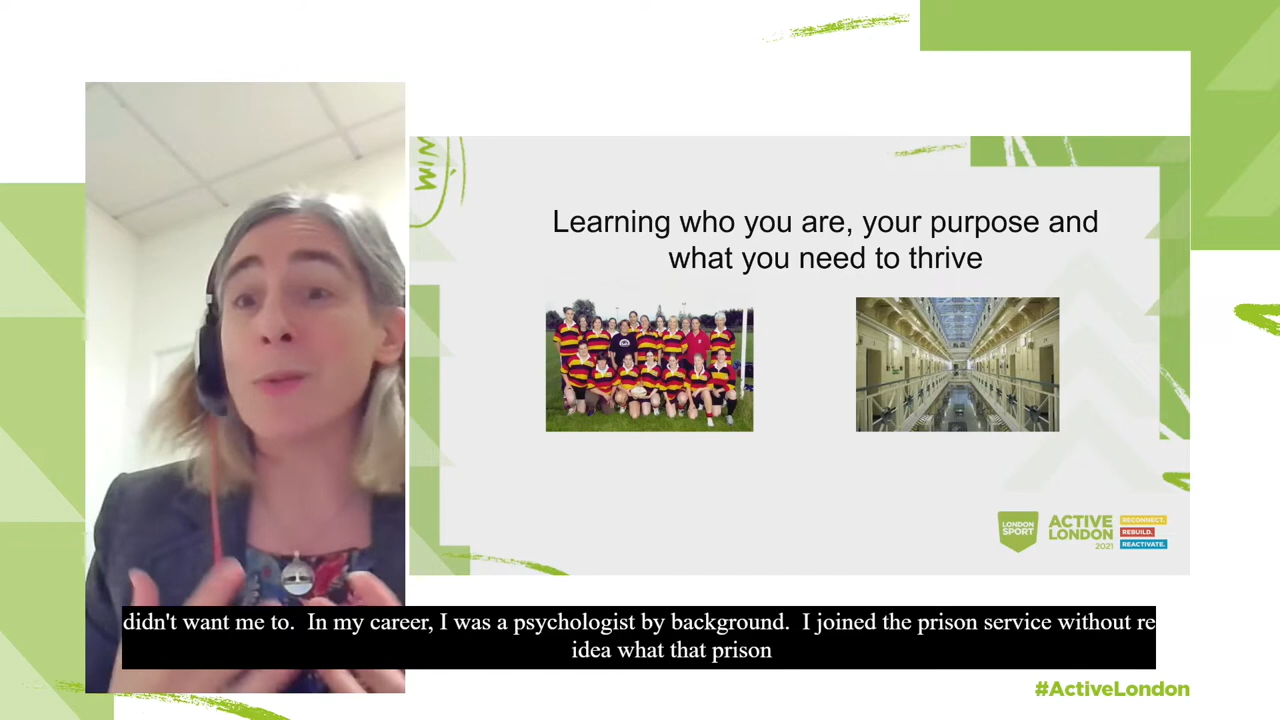 WIN
Learning who you are, your purpose and
what you need to thrive
LONDON
SPORT
ACTIVE
LONDON
2021
RECONNECT.
REBUILD.
REACTIVATE.
didn't want me to.  In my career, I was a psychologist by background.  I joined the prison service without re
idea what that prison
#ActiveLondon